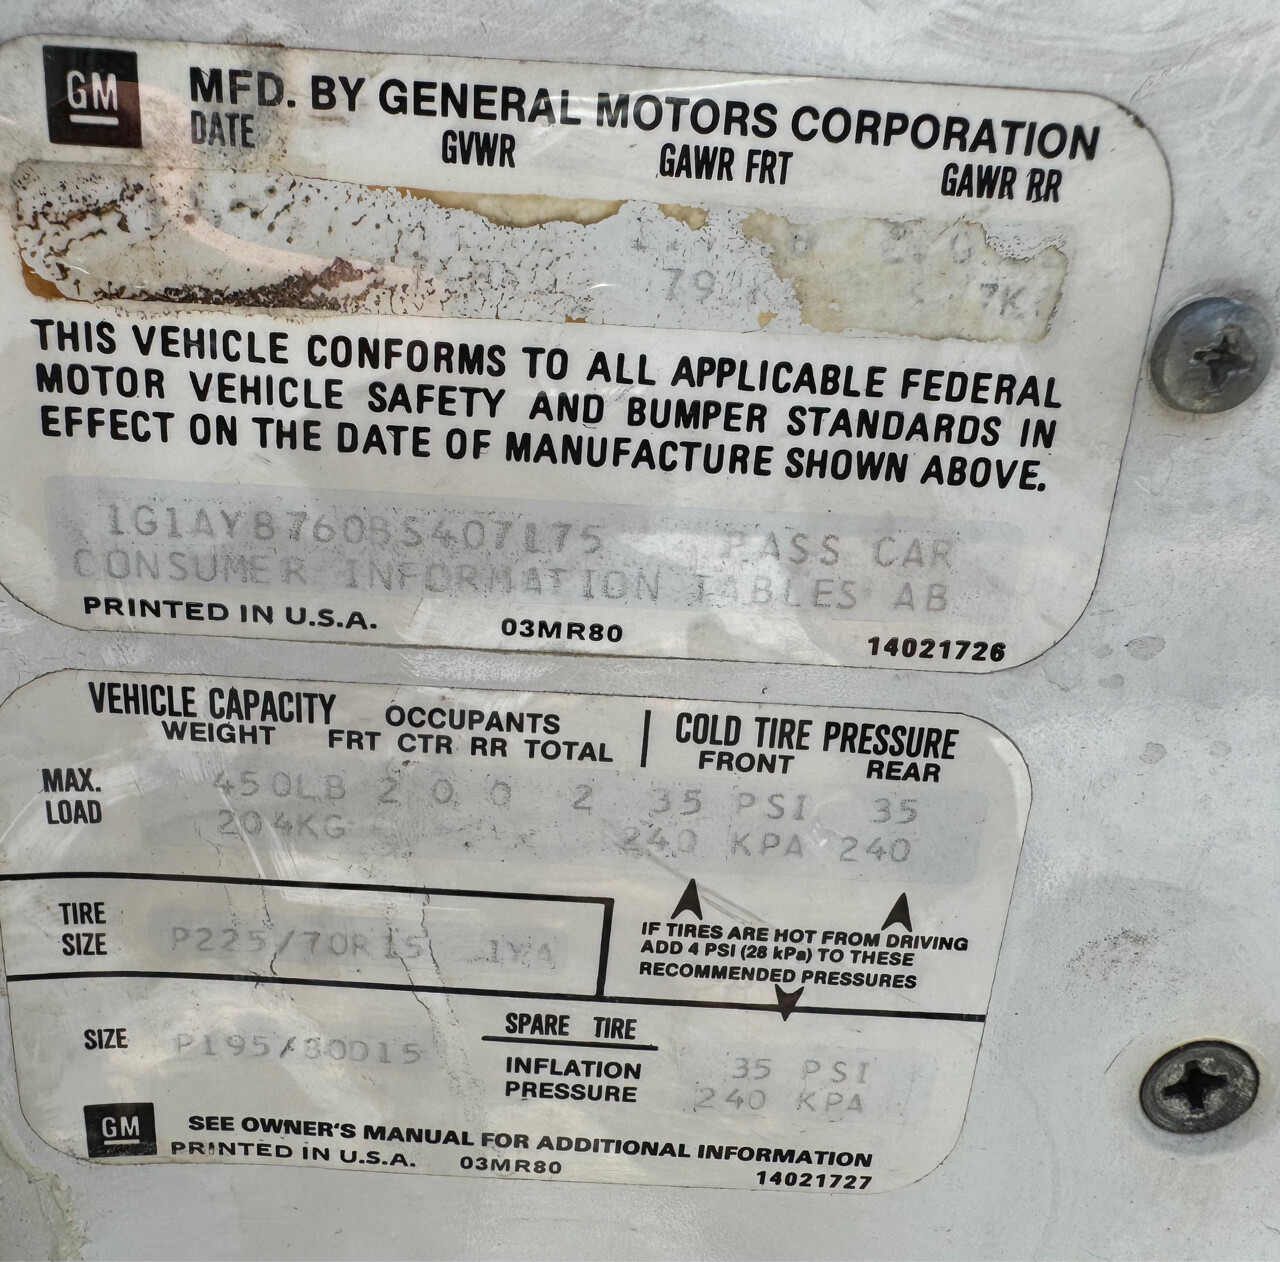 GM
MFD. BY GENERAL MOTORS CORPORATION
DATE GVWR GAWR FRT GAWR RR
THIS VEHICLE CONFORMS TO ALL APPLICABLE FEDERAL
MOTOR VEHICLE SAFETY AND BUMPER STANDARDS IN
EFFECT ON THE DATE OF MANUFACTURE SHOWN ABOVE.
1G1AY8760BS407175 PASS CAR
CONSUMER INFORMATION TABLES AB
PRINTED IN U.S.A. 03MR80 14021726
VEHICLE CAPACITY OCCUPANTS COLD TIRE PRESSURE
WEIGHT FRT CTR RR TOTAL FRONT REAR
MAX. LOAD 450LB 2 0 0 2 35 PSI 35
204KG 240 KPA 240
TIRE SIZE P225/70R15 1YA
IF TIRES ARE HOT FROM DRIVING
ADD 4 PSI (28 kPa) TO THESE
RECOMMENDED PRESSURES
SPARE TIRE
SIZE P195/80D15
INFLATION PRESSURE 35 PSI
240 KPA
GM SEE OWNER'S MANUAL FOR ADDITIONAL INFORMATION
PRINTED IN U.S.A. 03MR80 14021727